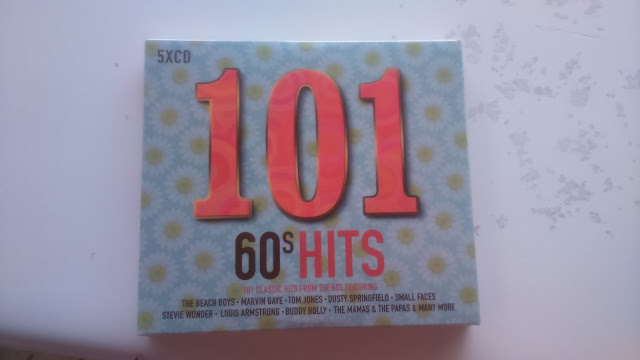 5XCD
101
60s HITS
101 CLASSIC HITS FROM THE 60S FEATURING
THE BEACH BOYS • MARVIN GAYE • TOM JONES • DUSTY SPRINGFIELD • SMALL FACES
STEVIE WONDER • LOUIS ARMSTRONG • BUDDY HOLLY • THE MAMAS & THE PAPAS & MANY MORE